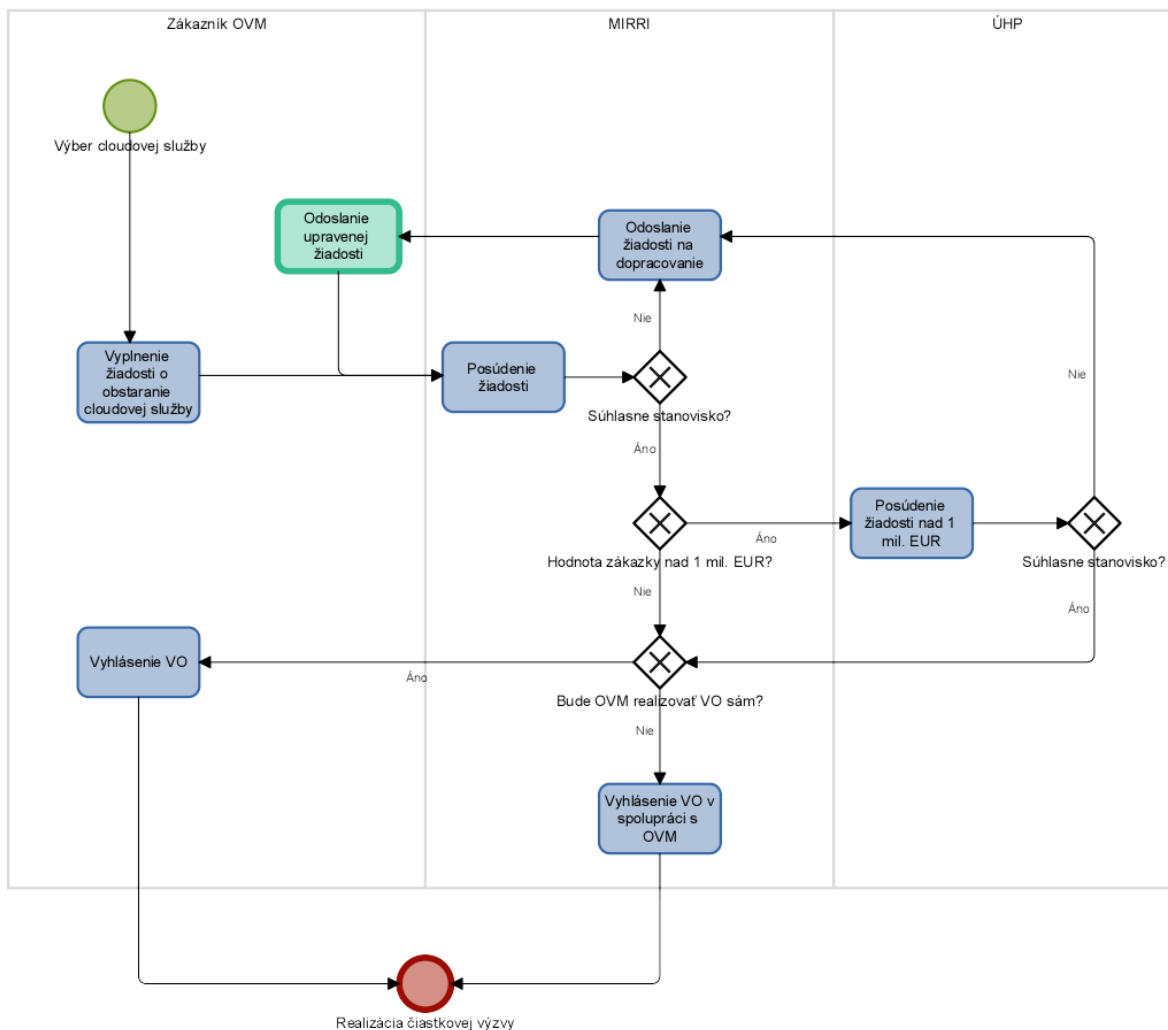 Zákazník OVM
MIRRI
ÚHP
Výber cloudovej služby
Odoslanie
upravenej
žiadosti
Odoslanie
žiadosti na
dopracovanie
Nie
Nie
Vyplnenie
žiadosti o
obstaranie
cloudovej služby
Posúdenie
žiadosti
Súhlasne stanovisko?
Áno
Posúdenie
žiadosti nad 1
mil. EUR
Áno
Hodnota zákazky nad 1 mil. EUR?
Súhlasne stanovisko?
Nie
Áno
Vyhlásenie VO
Áno
Bude OVM realizovať VO sám?
Nie
Vyhlásenie VO v
spolupráci s
OVM
Realizácia čiastkovej výzvy